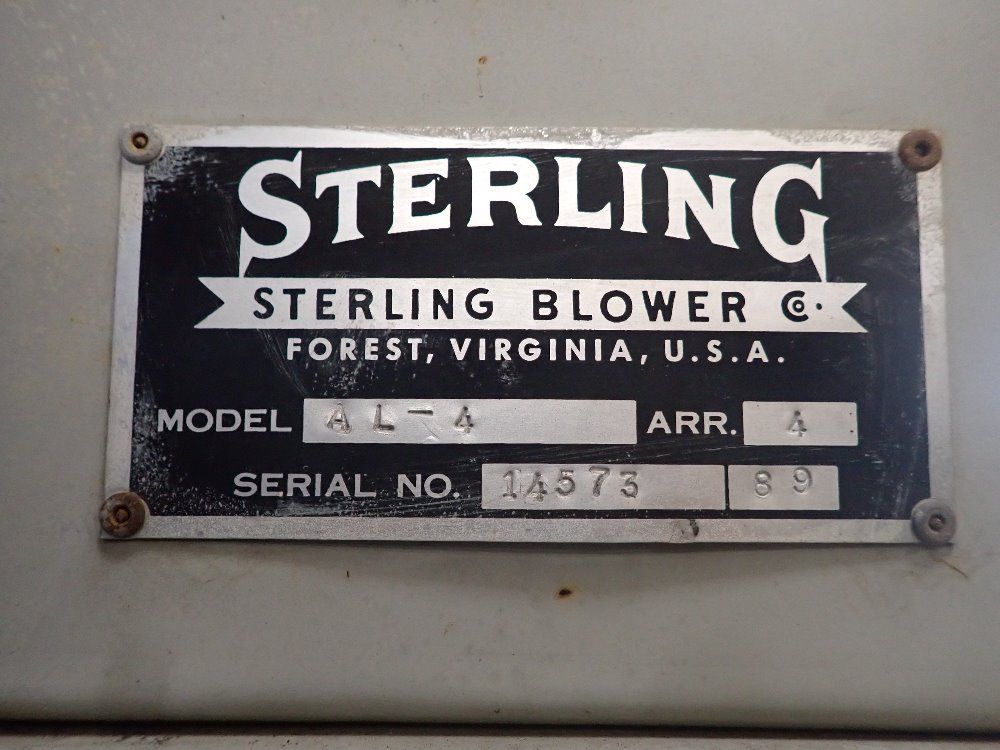 STERLING
STERLING BLOWER Co.
FOREST, VIRGINIA, U.S.A.
MODEL AL-4 ARR. 4
SERIAL NO. 14573 89